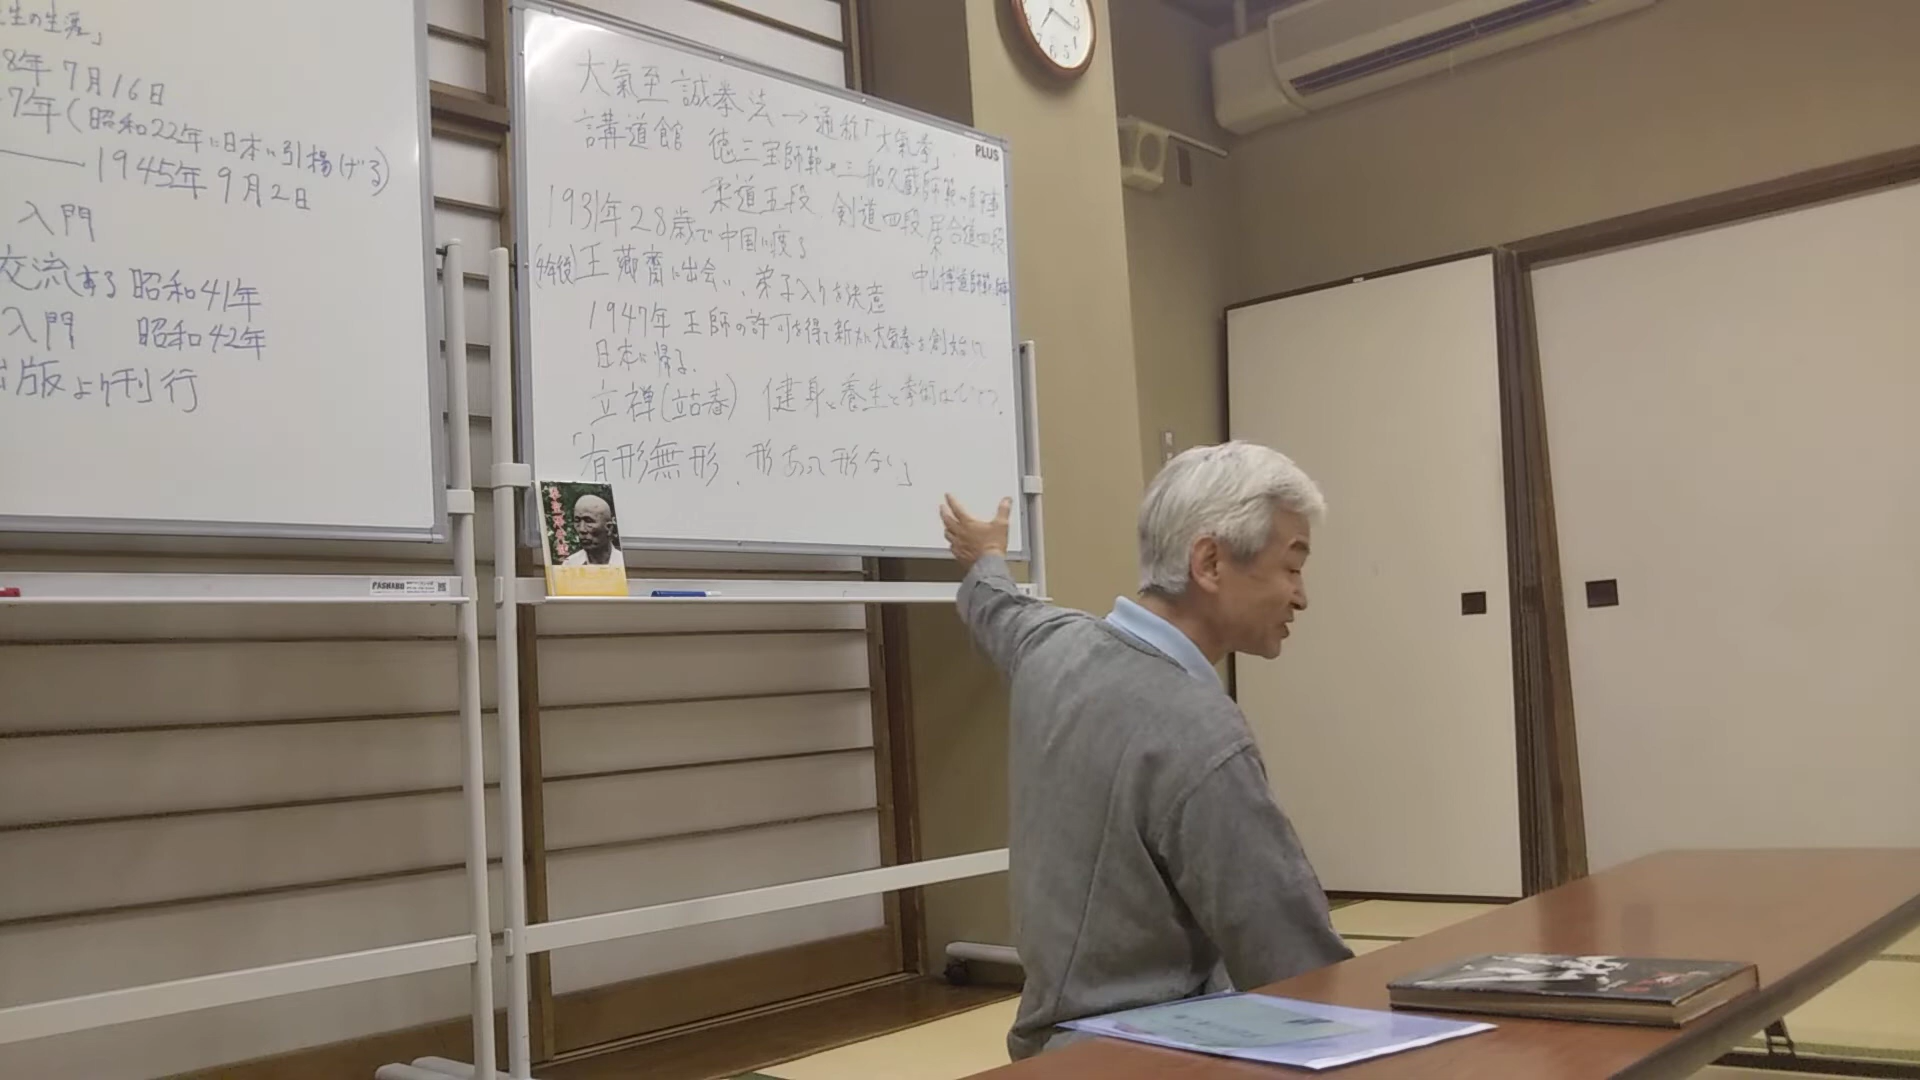 生の生涯」
8年 7月16日
7年(昭和22年に日本に引揚げる)
1945年9月2日
入門
交流する 昭和41年
入門 昭和42年
出版より刊行
PLUS
大氣至誠拳法→通称「大氣拳」
講道館 徳三宝師範や三船久蔵師範に師事
柔道五段 剣道四段 居合道四段
1931年28歳で中国に渡る
中山博道師範に師事
(4年後)王薌齋に出会い、弟子入りを決意
1947年王師の許可を得て新たに大氣拳を創始して
日本に帰る。
立禅(站椿) 健身と養生と拳術はひとつ。
「有形無形、形あって形なし」